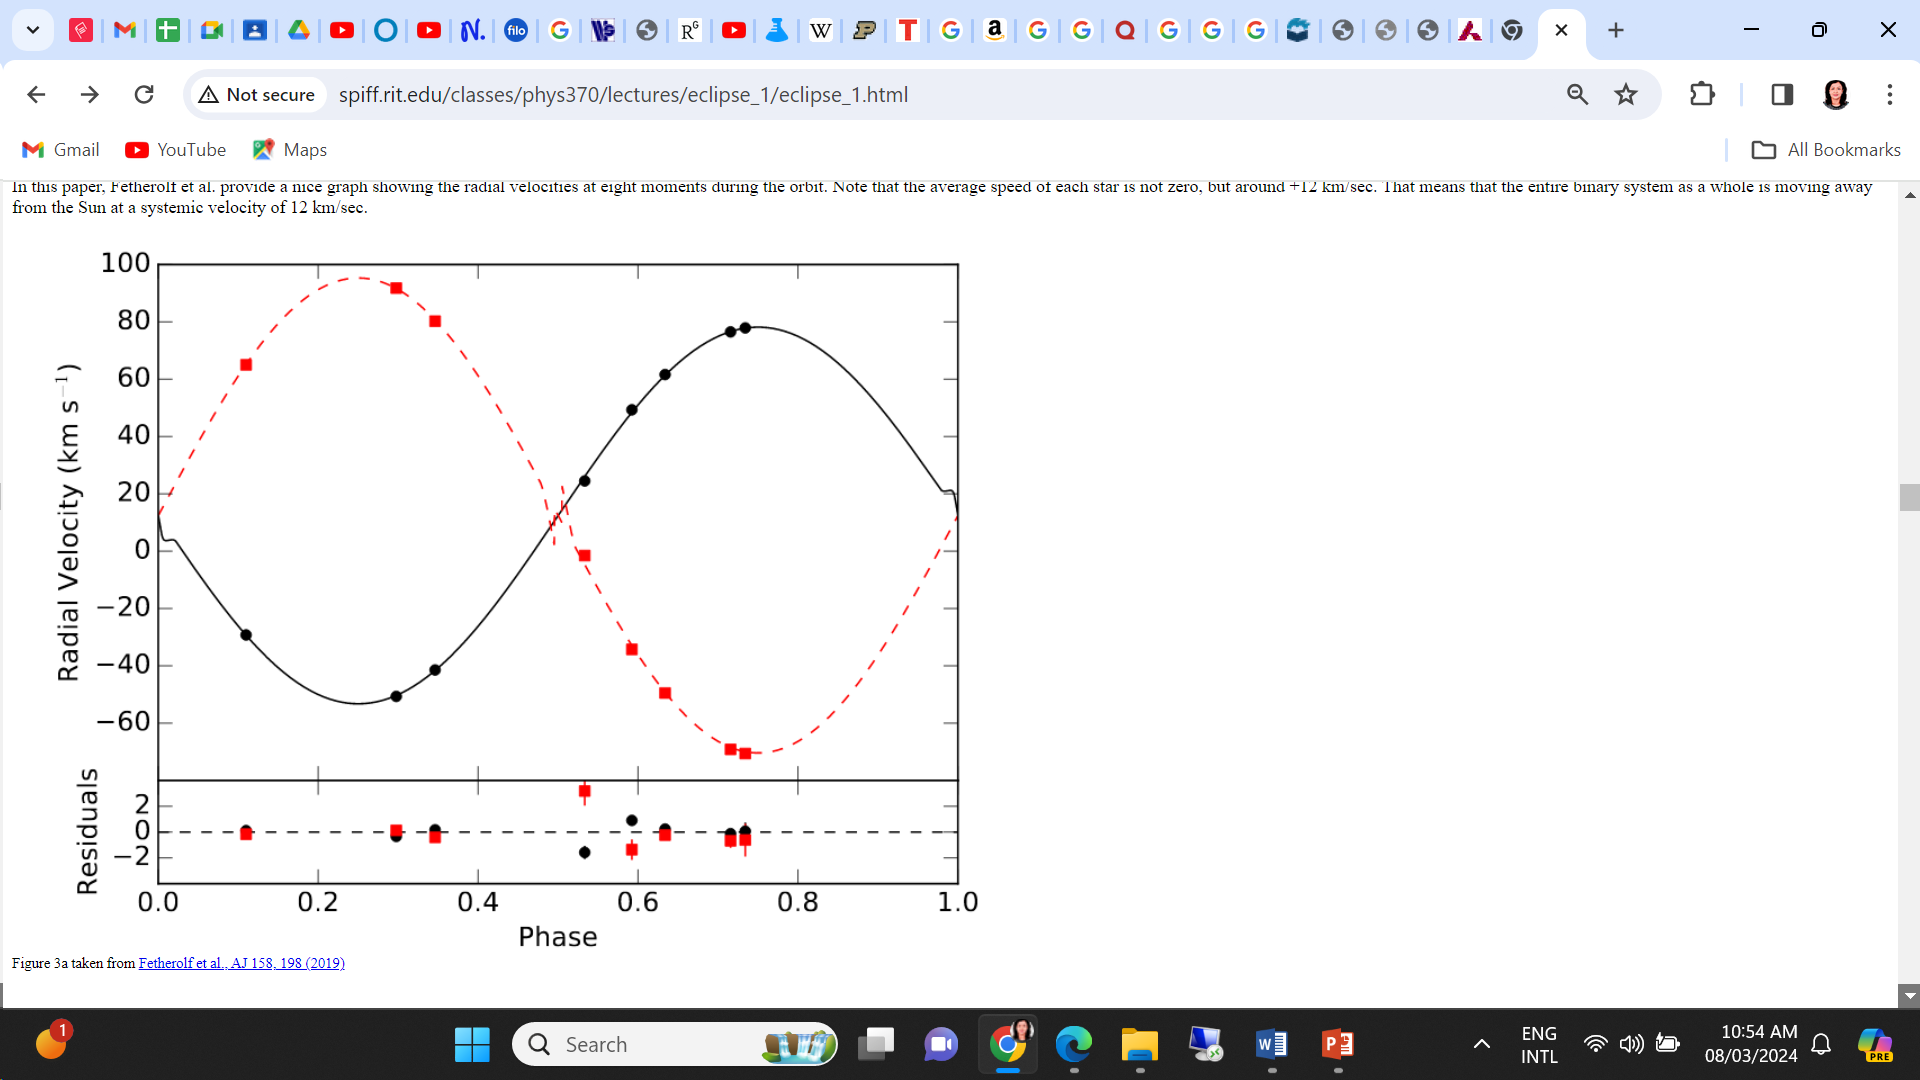 filo
RG
W
T
a
Not secure
spiff.rit.edu/classes/phys370/lectures/eclipse_1/eclipse_1.html
Gmail
YouTube
Maps
All Bookmarks
In this paper, Fetherolf et al. provide a nice graph showing the radial velocities at eight moments during the orbit. Note that the average speed of each star is not zero, but around +12 km/sec. That means that the entire binary system as a whole is moving away
from the Sun at a systemic velocity of 12 km/sec.
100
80
60
40
20
0
−20
−40
−60
Radial Velocity (km s−1)
2
0
−2
Residuals
0.0 0.2 0.4 0.6 0.8 1.0
Phase
Figure 3a taken from Fetherolf et al., AJ 158, 198 (2019)
1
Search
ENG
INTL
10:54 AM
08/03/2024
PRE